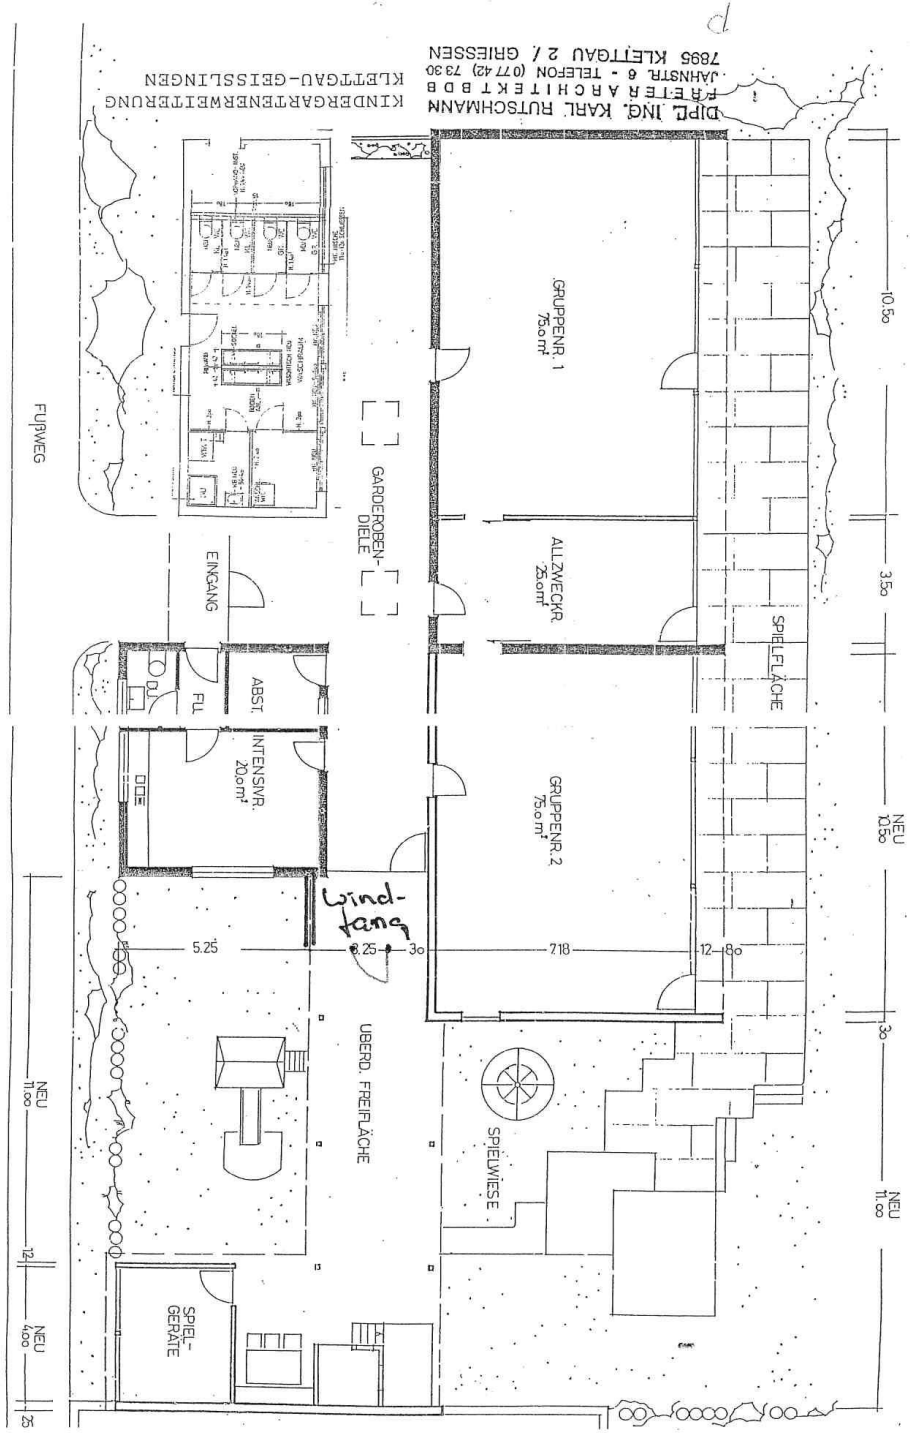 KINDERGARTENERWEITERUNG
KLETTGAU-GEISSLINGEN
DIPL. ING. KARL RUTSCHMANN
FREIER ARCHITEKT BDB
JAHNSTR. 6 - TELEFON (07742) 7330
7895 KLETTGAU 2 / GRIESSEN
GRUPPENR. 1
75.0 m²
10.50
GARDEROBEN-
DIELE
FUßWEG
EINGANG
ALLZWECKR.
25.0 m²
3.50
SPIELFLÄCHE
DU
FLL
ABST.
INTENSIVR.
20,0 m²
GRUPPENR. 2
75.0 m²
NEU
10.50
Wind-
fang
5.25
3.25
30
7.18
12
80
30
ÜBERD. FREIFLÄCHE
SPIELWIESE
NEU
11.00
NEU
11.00
12
SPIEL-
GERÄTE
NEU
4.00
25